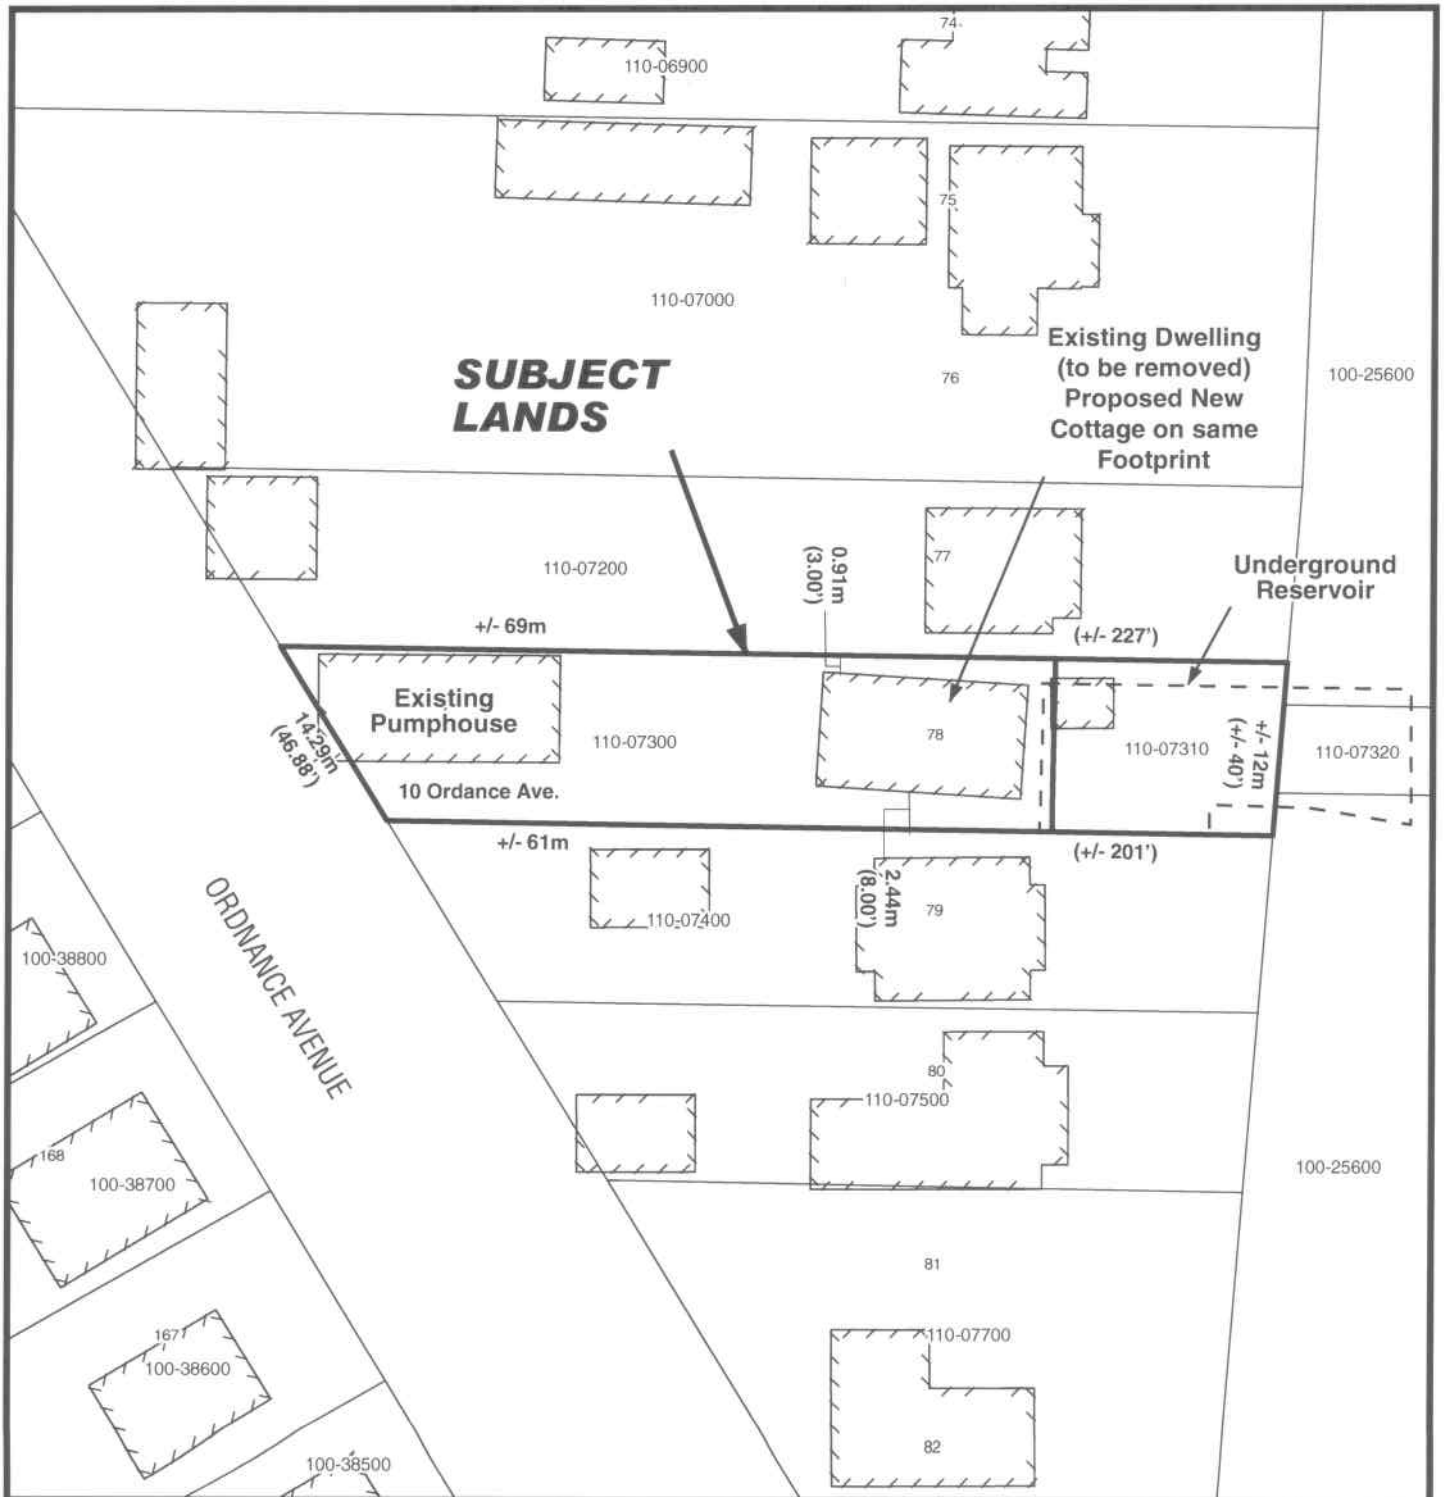 74
110-06900
75
110-07000
Existing Dwelling
(to be removed)
Proposed New
Cottage on same
Footprint
SUBJECT
LANDS
76
100-25600
77
110-07200
0.91m
(3.00')
Underground
Reservoir
+/- 69m
(+/- 227')
Existing
Pumphouse
14.29m
(46.88')
110-07300
78
110-07310
+/- 12m
(+/- 40')
110-07320
10 Ordance Ave.
+/- 61m
(+/- 201')
2.44m
(8.00')
79
110-07400
ORDNANCE AVENUE
100-38800
80
110-07500
168
100-38700
100-25600
81
167
100-38600
110-07700
82
100-38500